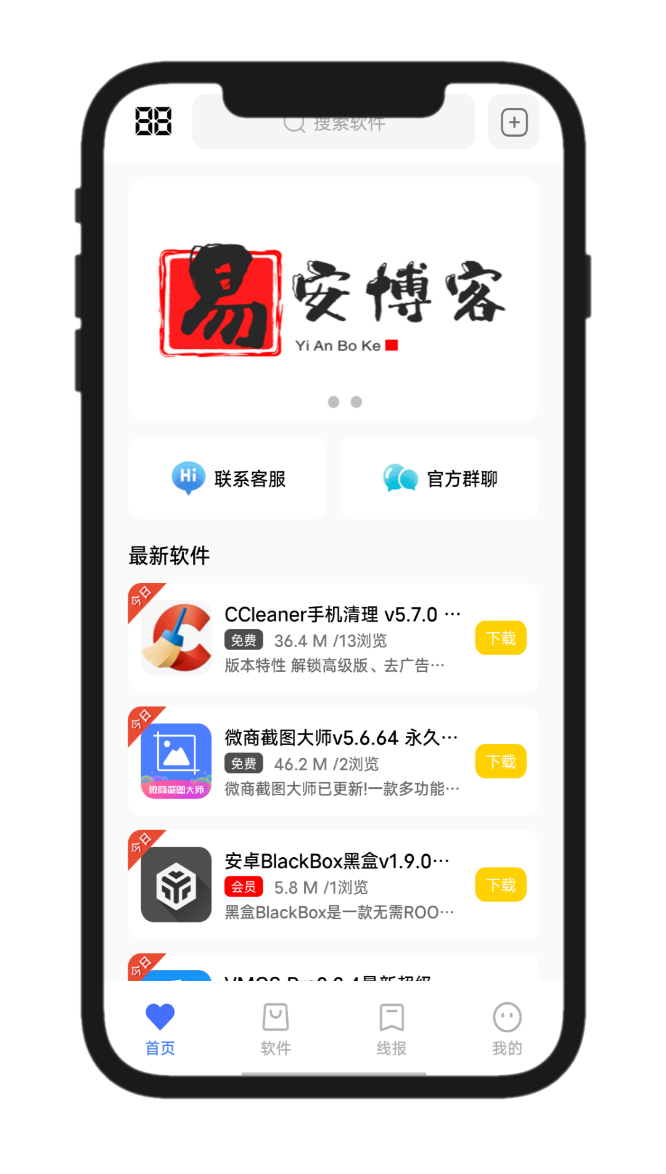 88
搜索软件
易安博客
Yi An Bo Ke
Hi 联系客服
官方群聊
最新软件
今日
CCleaner手机清理 v5.7.0 …
免费 36.4 M /13浏览
下载
版本特性 解锁高级版、去广告…
今日
微商截图大师v5.6.64 永久…
免费 46.2 M /2浏览
下载
微商截图大师
微商截图大师已更新!一款多功能…
今日
安卓BlackBox黑盒v1.9.0…
会员 5.8 M /1浏览
下载
黑盒BlackBox是一款无需ROO…
今日
首页
软件
线报
我的